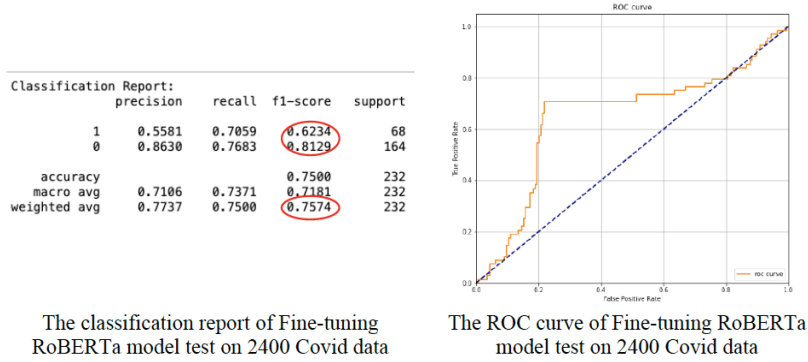 Classification Report:
precision recall f1-score support
1 0.5581 0.7059 0.6234 68
0 0.8630 0.7683 0.8129 164
accuracy 0.7500 232
macro avg 0.7106 0.7371 0.7181 232
weighted avg 0.7737 0.7500 0.7574 232
The classification report of Fine-tuning
RoBERTa model test on 2400 Covid data
ROC curve
True Positive Rate
1.0
0.8
0.6
0.4
0.2
0.0
0.0 0.2 0.4 0.6 0.8 1.0
False Positive Rate
roc curve
The ROC curve of Fine-tuning RoBERTa
model test on 2400 Covid data